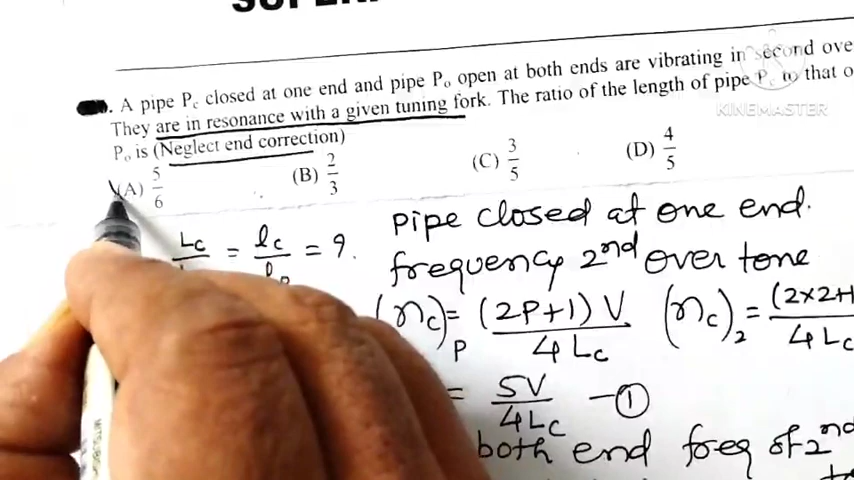 . A pipe Pc closed at one end and pipe Po open at both ends are vibrating in second
They are in resonance with a given tuning fork. The ratio of the length of pipe Pc to that
Po is (Neglect end correction)
(A) 5/6 (B) 2/3 (C) 3/5 (D) 4/5
KINEMASTER
Pipe closed at one end.
Lc = lc/ = 9.
frequency 2nd over tone
(nc)P = (2P+1)V/4Lc (nc)2 = (2×2+1/4Lc
= 5V/4Lc —①
both end freq of 2nd